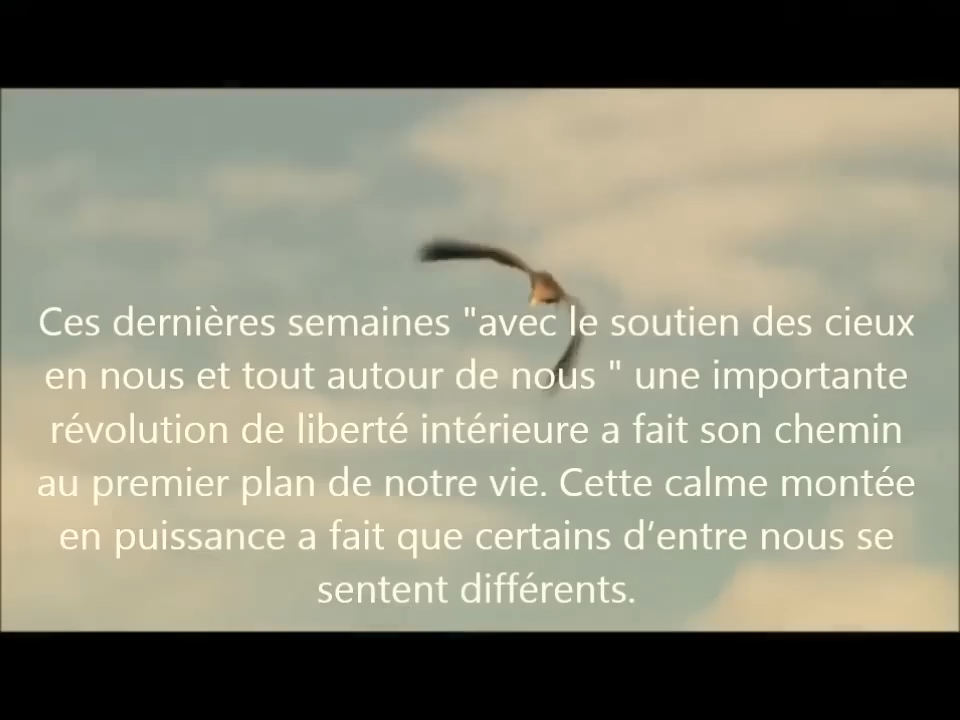 Ces dernières semaines "avec le soutien des cieux
en nous et tout autour de nous " une importante
révolution de liberté intérieure a fait son chemin
au premier plan de notre vie. Cette calme montée
en puissance a fait que certains d’entre nous se
sentent différents.